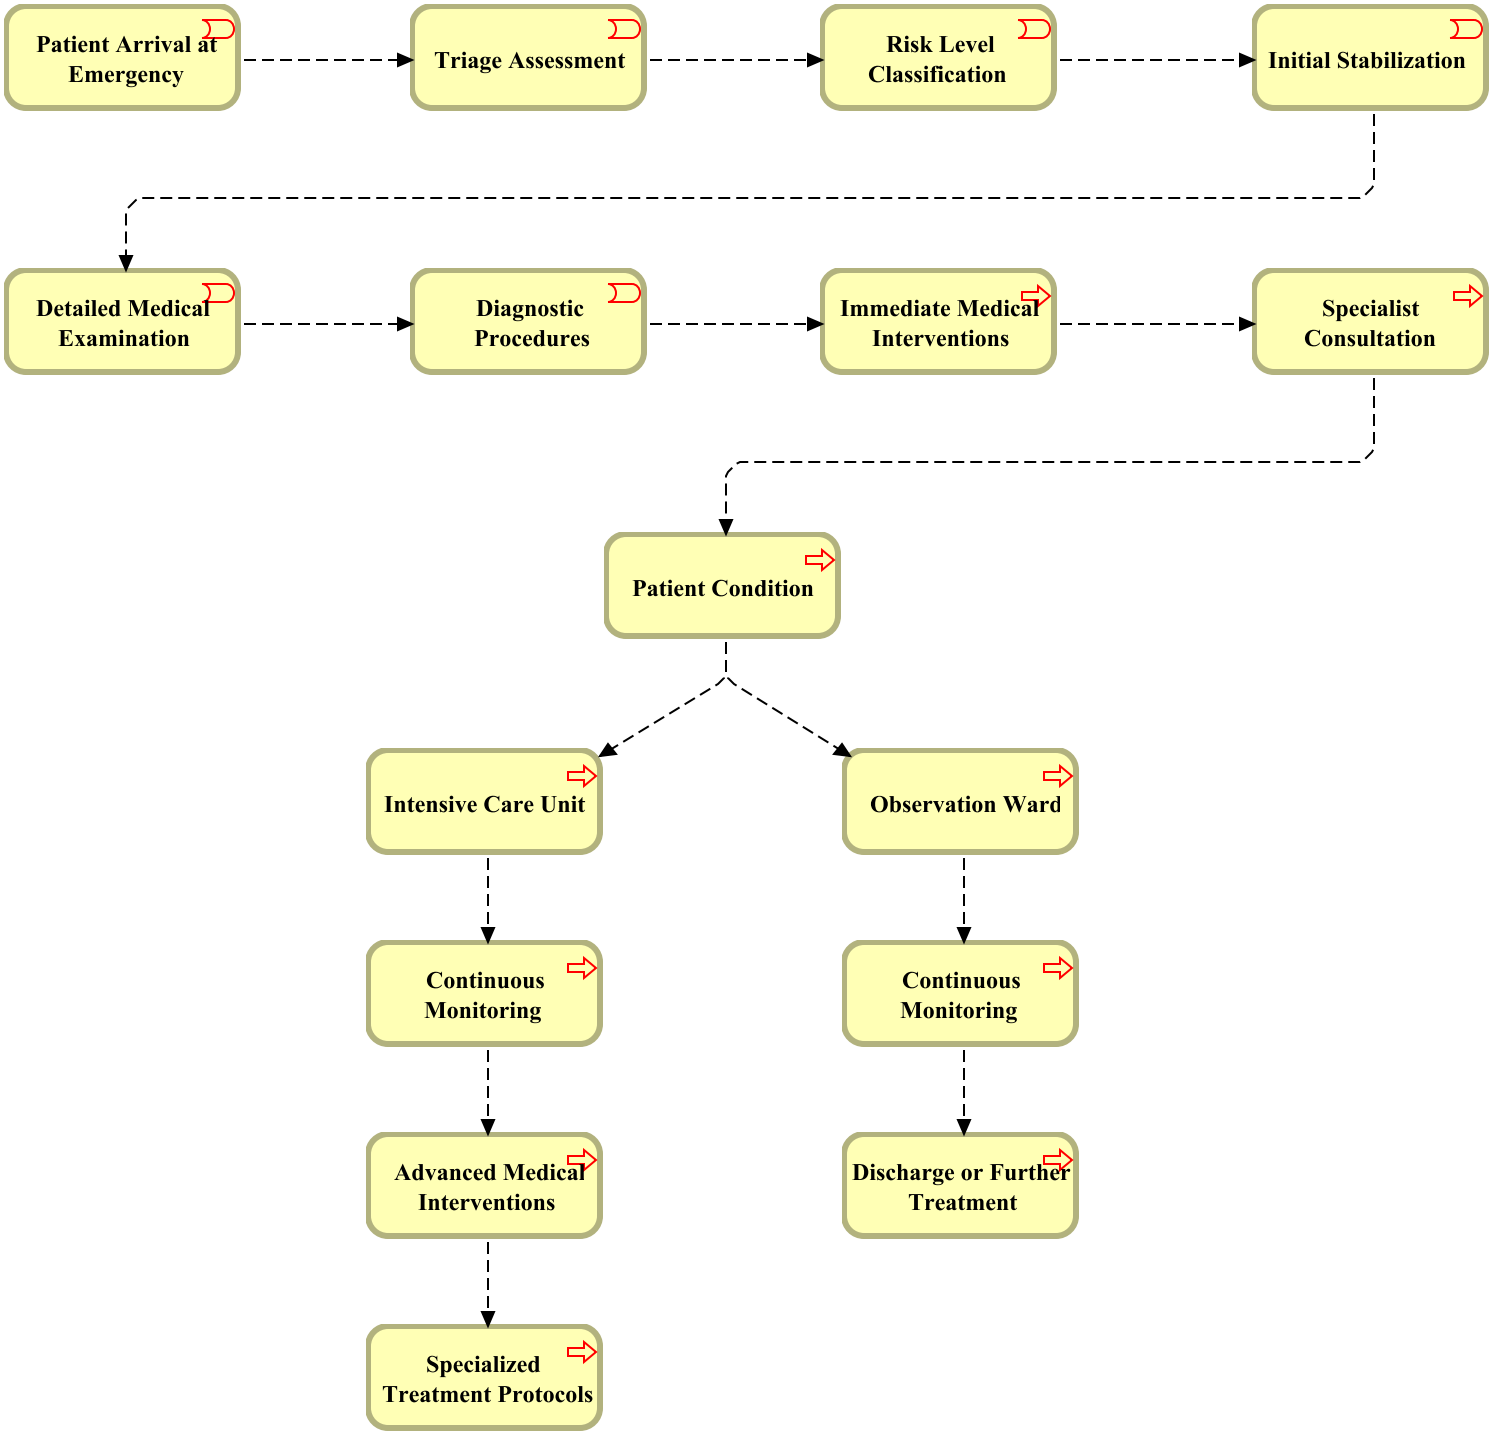 Patient Arrival at
Emergency
Triage Assessment
Risk Level
Classification
Initial Stabilization
Detailed Medical
Examination
Diagnostic
Procedures
Immediate Medical
Interventions
Specialist
Consultation
Patient Condition
Intensive Care Unit
Observation Ward
Continuous
Monitoring
Continuous
Monitoring
Advanced Medical
Interventions
Discharge or Further
Treatment
Specialized
Treatment Protocols